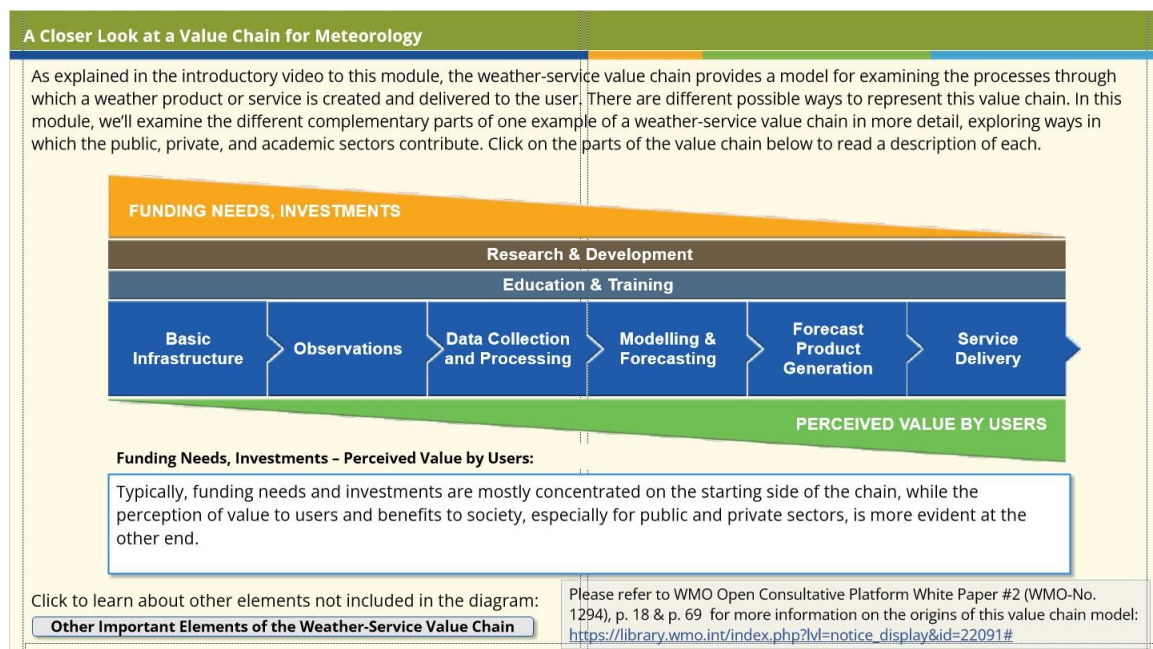 A Closer Look at a Value Chain for Meteorology
As explained in the introductory video to this module, the weather-service value chain provides a model for examining the processes through
which a weather product or service is created and delivered to the user. There are different possible ways to represent this value chain. In this
module, we'll examine the different complementary parts of one example of a weather-service value chain in more detail, exploring ways in
which the public, private, and academic sectors contribute. Click on the parts of the value chain below to read a description of each.
FUNDING NEEDS, INVESTMENTS
Research & Development
Education & Training
Basic
Infrastructure
Observations
Data Collection
and Processing
Modelling &
Forecasting
Forecast
Product
Generation
Service
Delivery
PERCEIVED VALUE BY USERS
Funding Needs, Investments – Perceived Value by Users:
Typically, funding needs and investments are mostly concentrated on the starting side of the chain, while the
perception of value to users and benefits to society, especially for public and private sectors, is more evident at the
other end.
Click to learn about other elements not included in the diagram:
Other Important Elements of the Weather-Service Value Chain
Please refer to WMO Open Consultative Platform White Paper #2 (WMO-No.
1294), p. 18 & p. 69 for more information on the origins of this value chain model:
https://library.wmo.int/index.php?lvl=notice_display&id=22091#